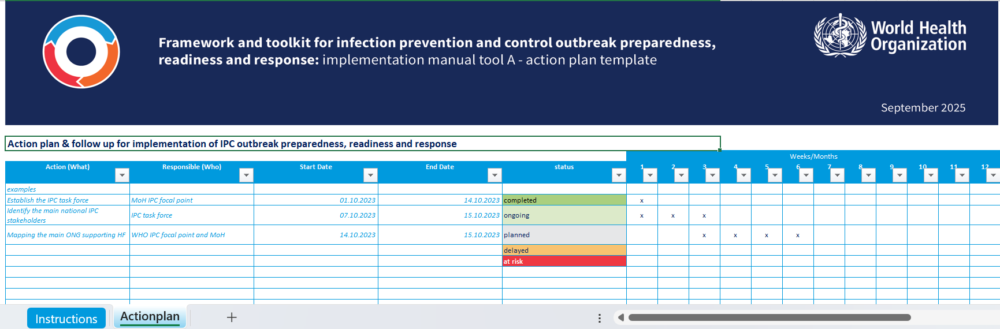 Framework and toolkit for infection prevention and control outbreak preparedness,
readiness and response: implementation manual tool A - action plan template
World Health
Organization
September 2025
Action plan & follow up for implementation of IPC outbreak preparedness, readiness and response
Weeks/Months
Action (What) Responsible (Who) Start Date End Date status 1 2 3 4 5 6 7 8 9 10 11 12
examples
Establish the IPC task force MoH IPC focal point 01.10.2023 14.10.2023 completed x
Identify the main national IPC
stakeholders IPC task force 07.10.2023 15.10.2023 ongoing x x x
Mapping the main ONG supporting HF WHO IPC focal point and MoH 14.10.2023 15.10.2023 planned x x x x
delayed
at risk
Instructions Actionplan +